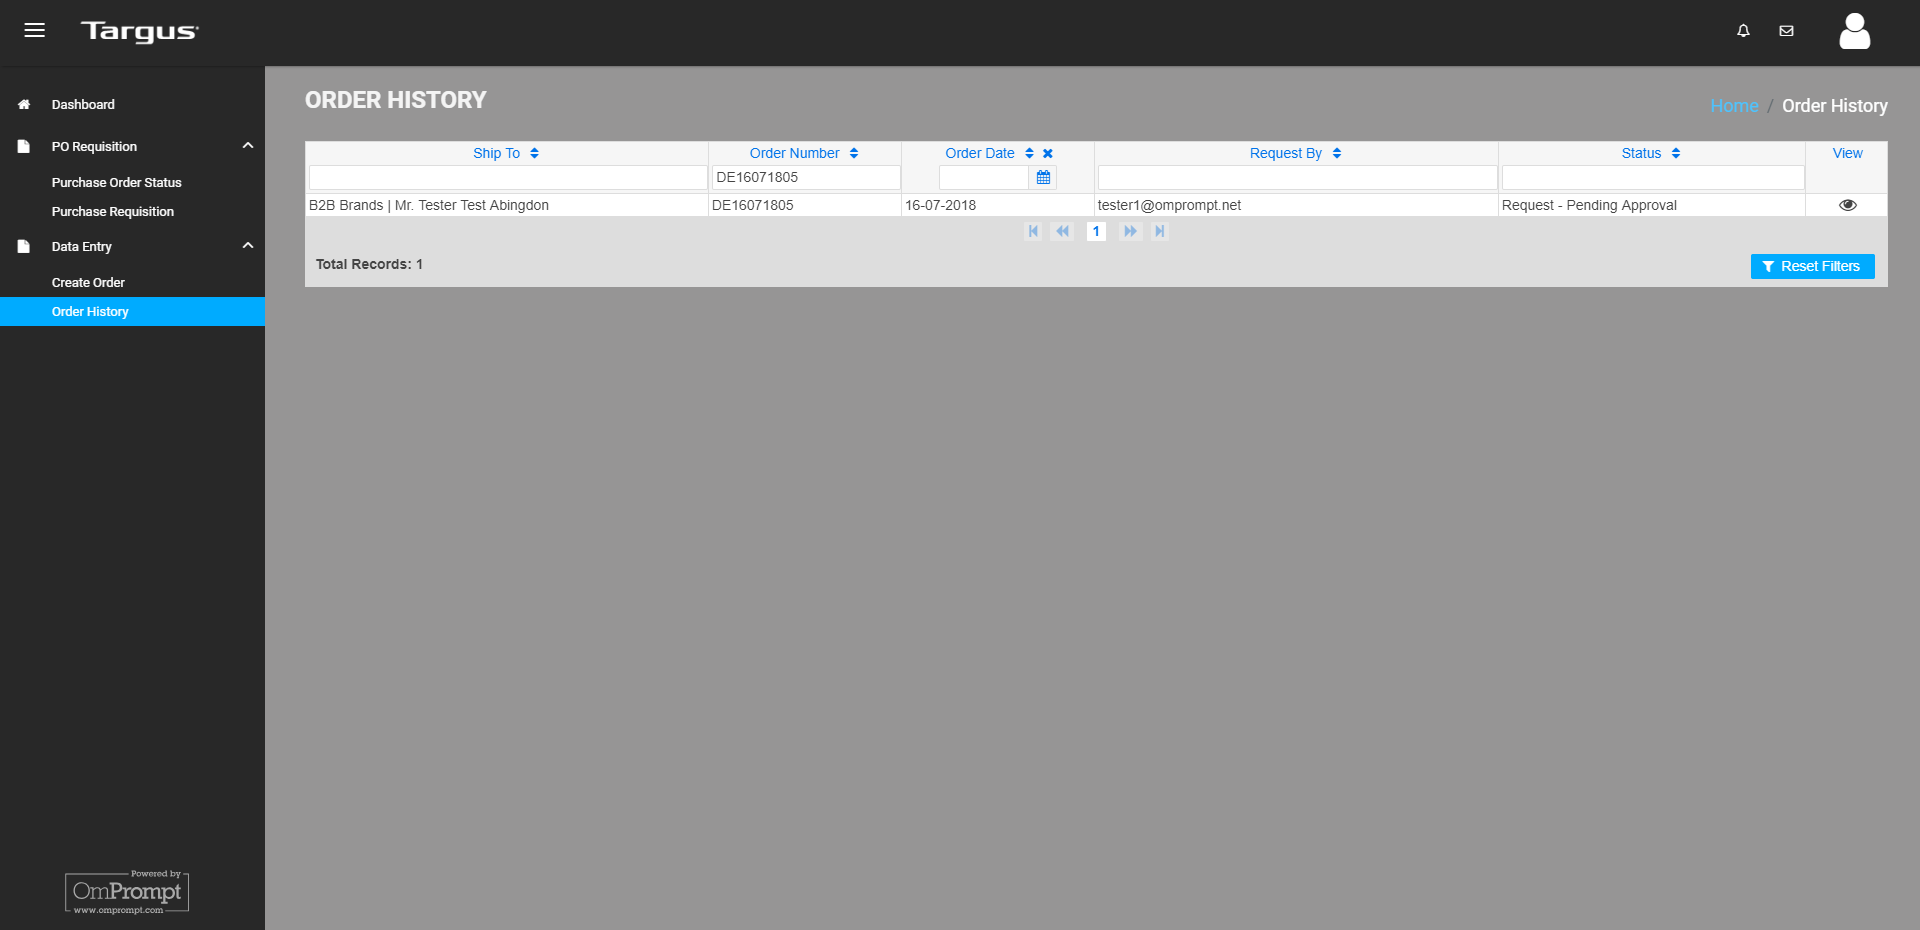 Targus
Dashboard
PO Requisition
Purchase Order Status
Purchase Requisition
Data Entry
Create Order
Order History
Powered by
OmPrompt
www.omprompt.com
ORDER HISTORY
Home / Order History
Ship To Order Number Order Date Request By Status View
DE16071805
B2B Brands | Mr. Tester Test Abingdon DE16071805 16-07-2018 tester1@omprompt.net Request - Pending Approval
1
Total Records: 1
Reset Filters